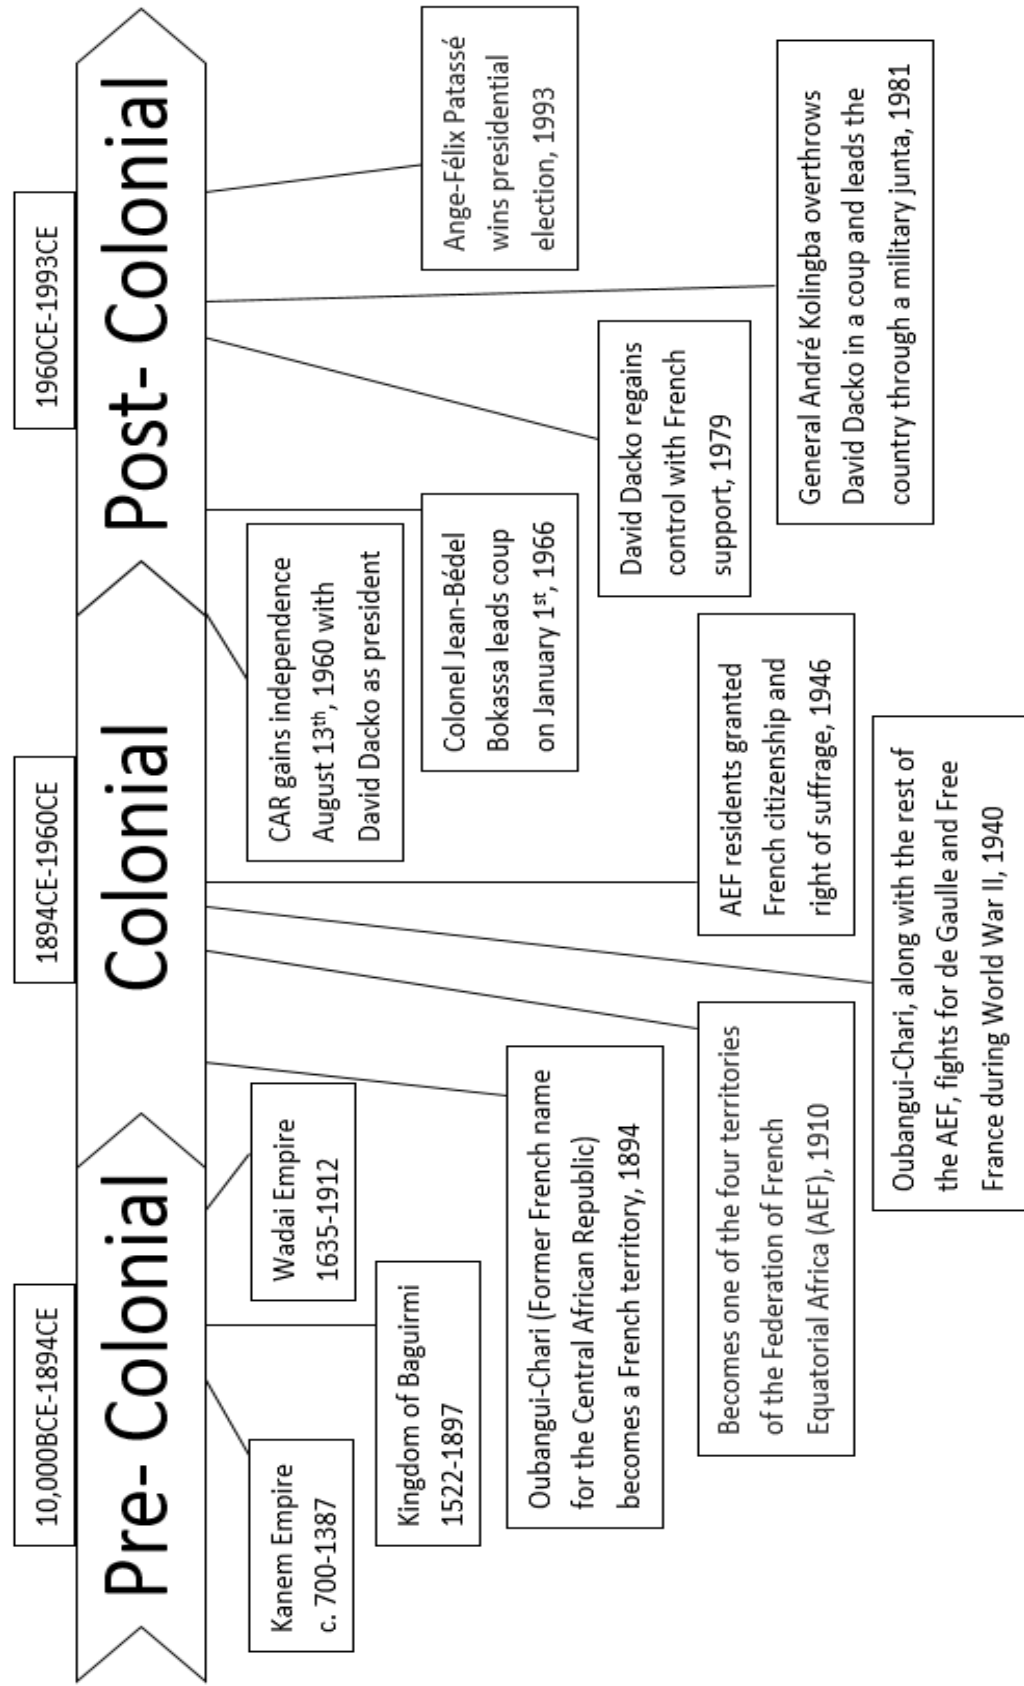 10,000BCE-1894CE
1894CE-1960CE
1960CE-1993CE
Pre- Colonial
Colonial
Post- Colonial
Kanem Empire
c. 700-1387
Kingdom of Baguirmi
1522-1897
Wadai Empire
1635-1912
Oubangui-Chari (Former French name
for the Central African Republic)
becomes a French territory, 1894
Becomes one of the four territories
of the Federation of French
Equatorial Africa (AEF), 1910
Oubangui-Chari, along with the rest of
the AEF, fights for de Gaulle and Free
France during World War II, 1940
AEF residents granted
French citizenship and
right of suffrage, 1946
CAR gains independence
August 13th, 1960 with
David Dacko as president
Colonel Jean-Bédel
Bokassa leads coup
on January 1st, 1966
David Dacko regains
control with French
support, 1979
General André Kolingba overthrows
David Dacko in a coup and leads the
country through a military junta, 1981
Ange-Félix Patassé
wins presidential
election, 1993